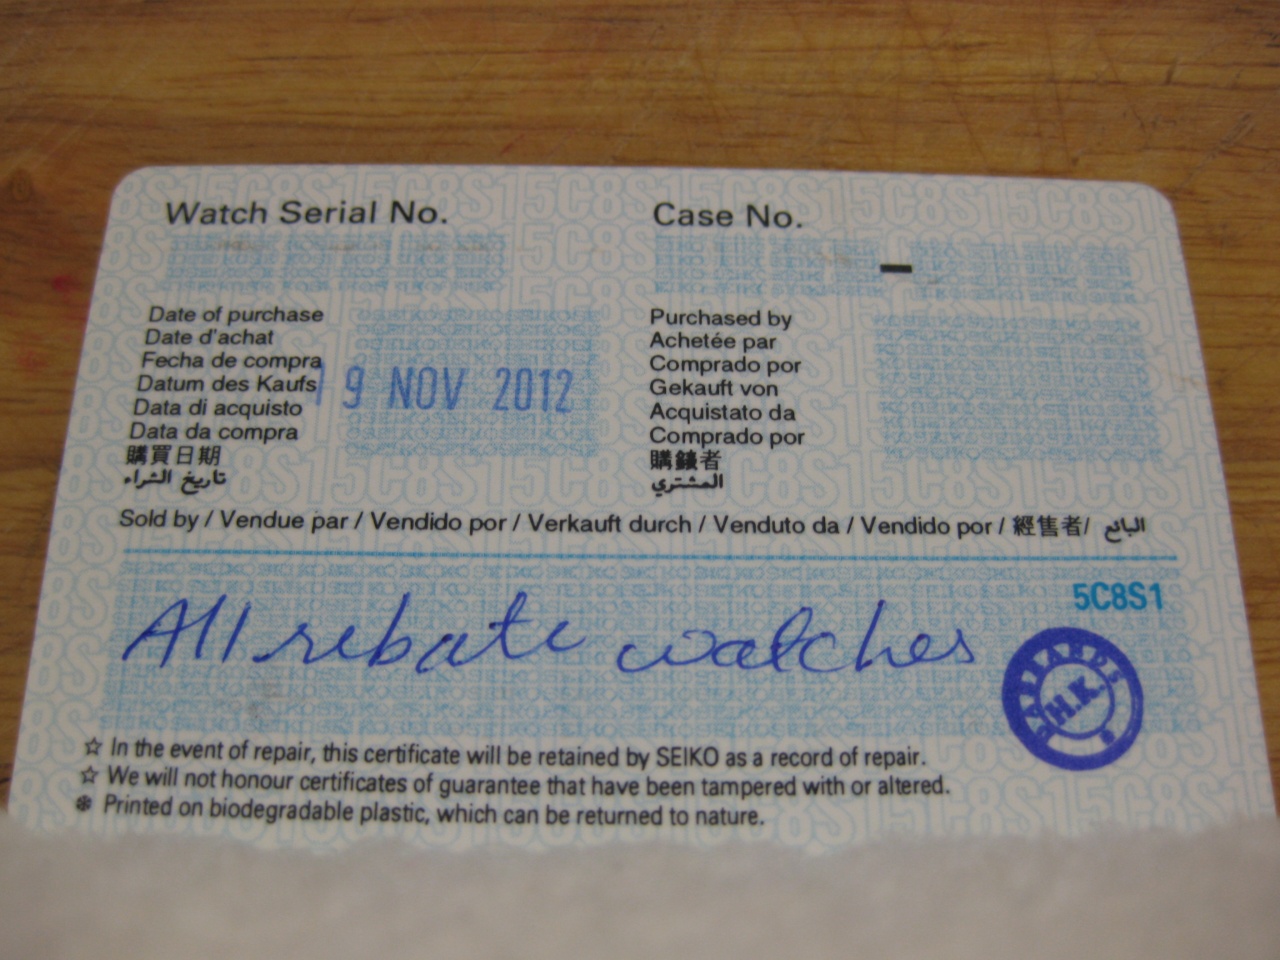 Watch Serial No.
Case No.
–
Date of purchase
Date d'achat
Fecha de compra
Datum des Kaufs
Data di acquisto
Data da compra
購買日期
تاريخ الشراء
19 NOV 2012
Purchased by
Achetée par
Comprado por
Gekauft von
Acquistato da
Comprado por
購錶者
المشتري
Sold by / Vendue par / Vendido por / Verkauft durch / Venduto da / Vendido por / 經售者/ البائع
5C8S1
All rebate watches
H.K.
☆ In the event of repair, this certificate will be retained by SEIKO as a record of repair.
☆ We will not honour certificates of guarantee that have been tampered with or altered.
❄ Printed on biodegradable plastic, which can be returned to nature.